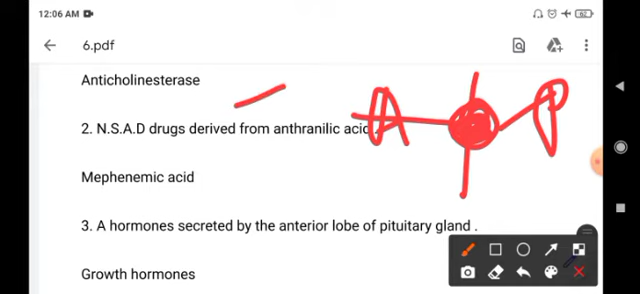 12:06 AM
62
6.pdf
Anticholinesterase
2. N.S.A.D drugs derived from anthranilic acid .
A P
Mephenemic acid
3. A hormones secreted by the anterior lobe of pituitary gland .
Growth hormones